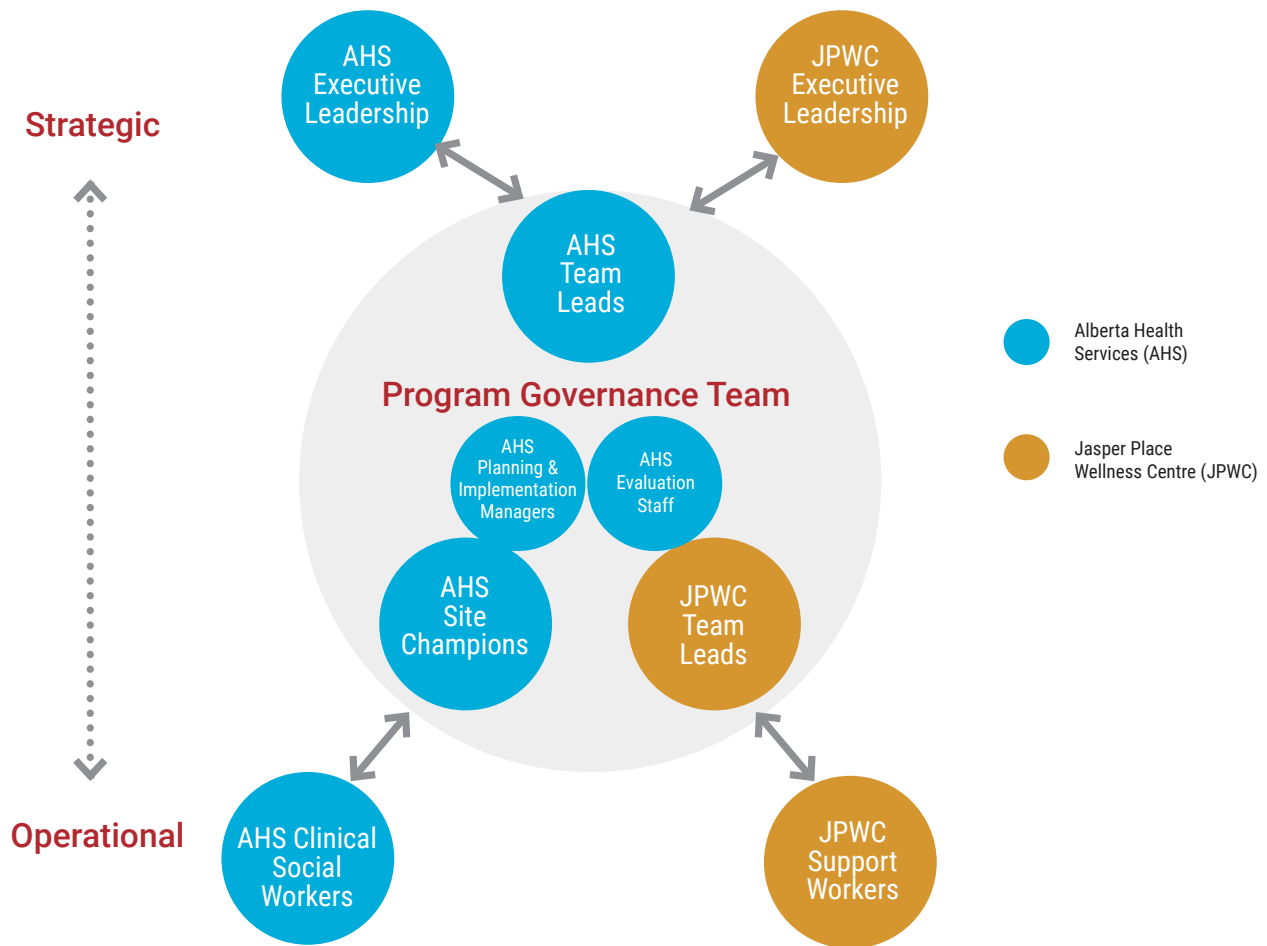 AHS
Executive
Leadership
JPWC
Executive
Leadership
Strategic
AHS
Team
Leads
Alberta Health
Services (AHS)
Program Governance Team
AHS
Planning &
Implementation
Managers
AHS
Evaluation
Staff
Jasper Place
Wellness Centre (JPWC)
AHS
Site
Champions
JPWC
Team
Leads
Operational
AHS Clinical
Social
Workers
JPWC
Support
Workers